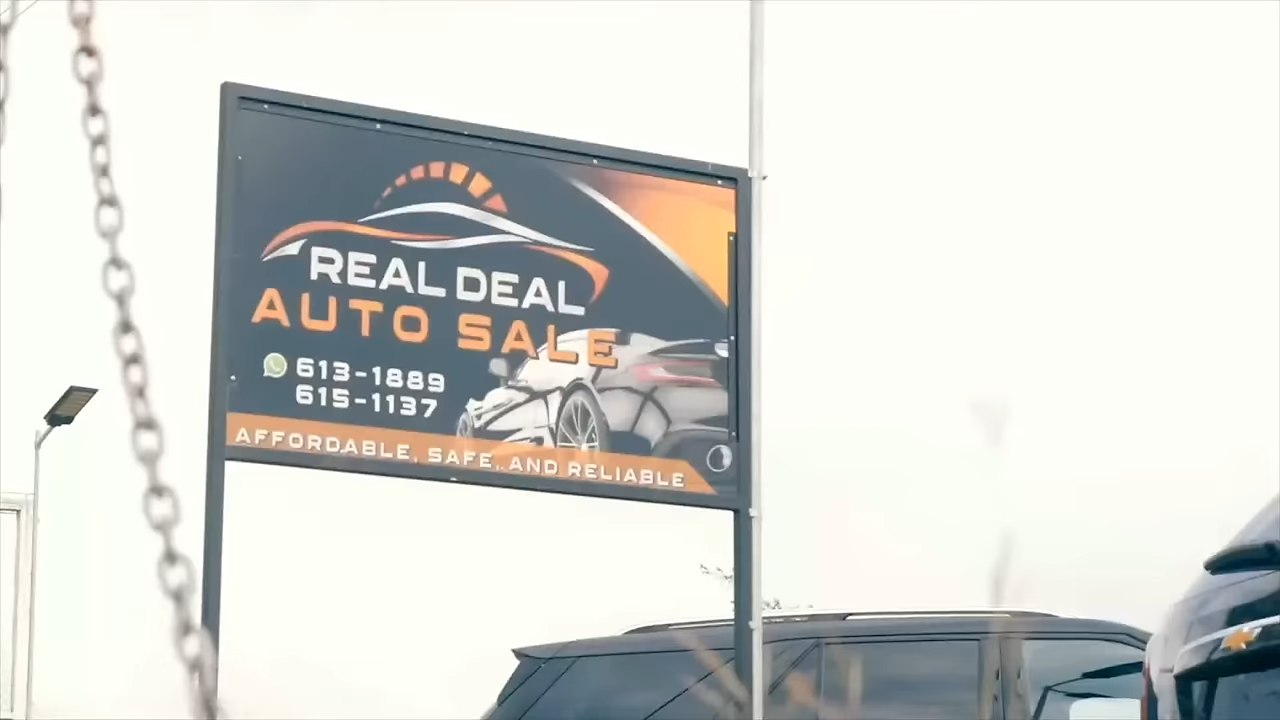 REAL DEAL
AUTO SALE
613-1889
615-1137
AFFORDABLE, SAFE, AND RELIABLE